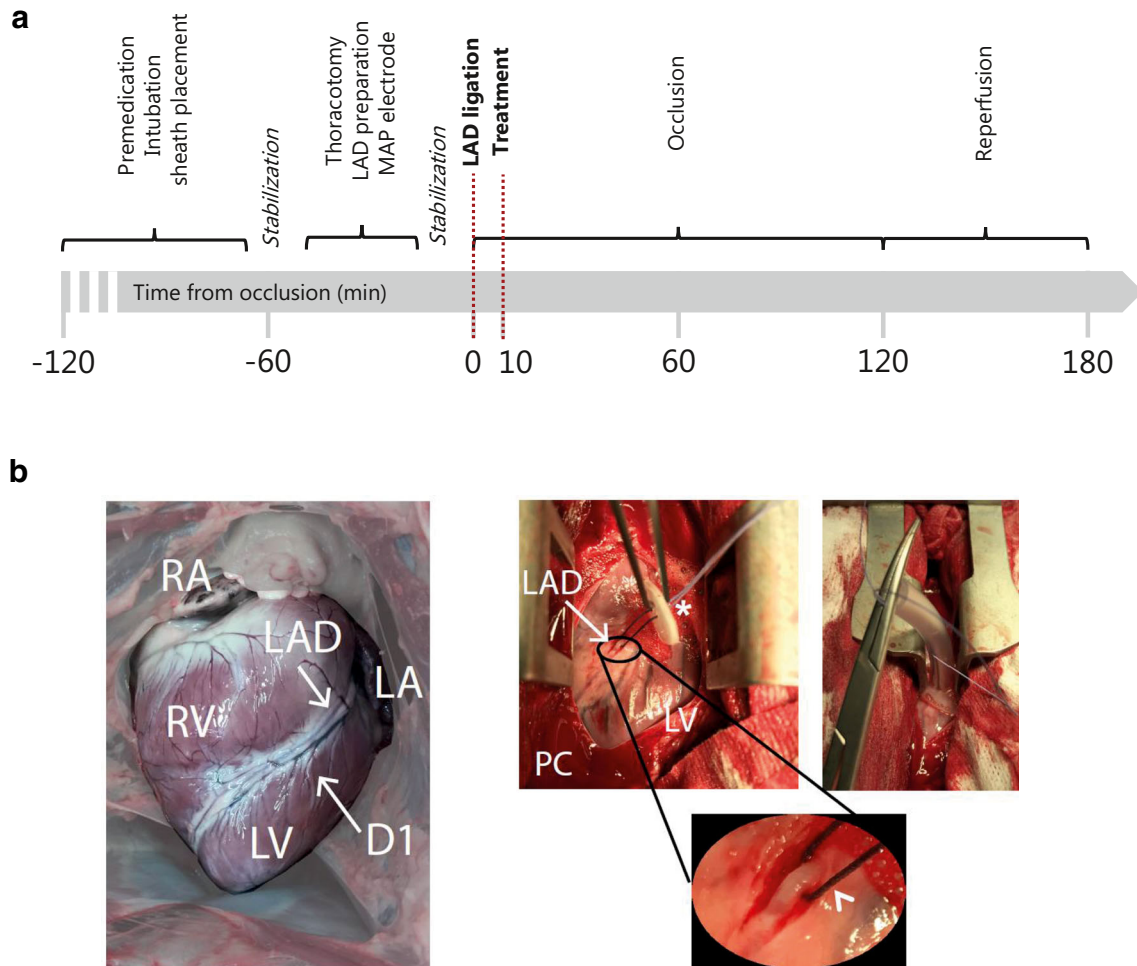 a
Premedication
Intubation
sheath placement
Stabilization
Thoracotomy
LAD preparation
MAP electrode
Stabilization
LAD ligation
Treatment
Occlusion
Reperfusion
Time from occlusion (min)
-120
-60
0
10
60
120
180
b
RA
LAD
LA
RV
LV
D1
LAD
*
LV
PC
^